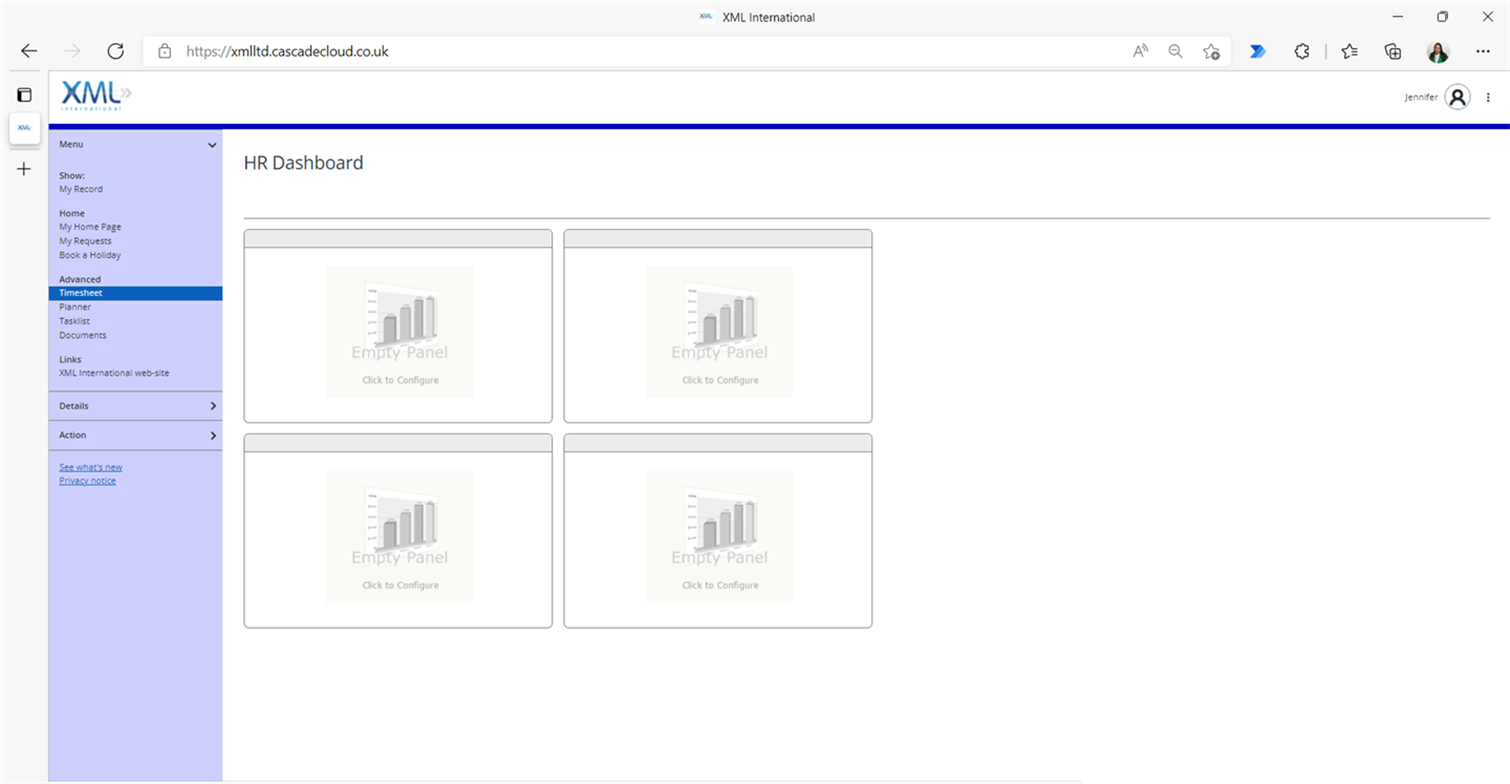 XML XML International
https://xmlltd.cascadecloud.co.uk
XML
international
Jennifer
XML
Menu
Show:
My Record
Home
My Home Page
My Requests
Book a Holiday
Advanced
Timesheet
Planner
Tasklist
Documents
Links
XML International web-site
Details
Action
See what's new
Privacy notice
HR Dashboard
Empty Panel
Click to Configure
Empty Panel
Click to Configure
Empty Panel
Click to Configure
Empty Panel
Click to Configure